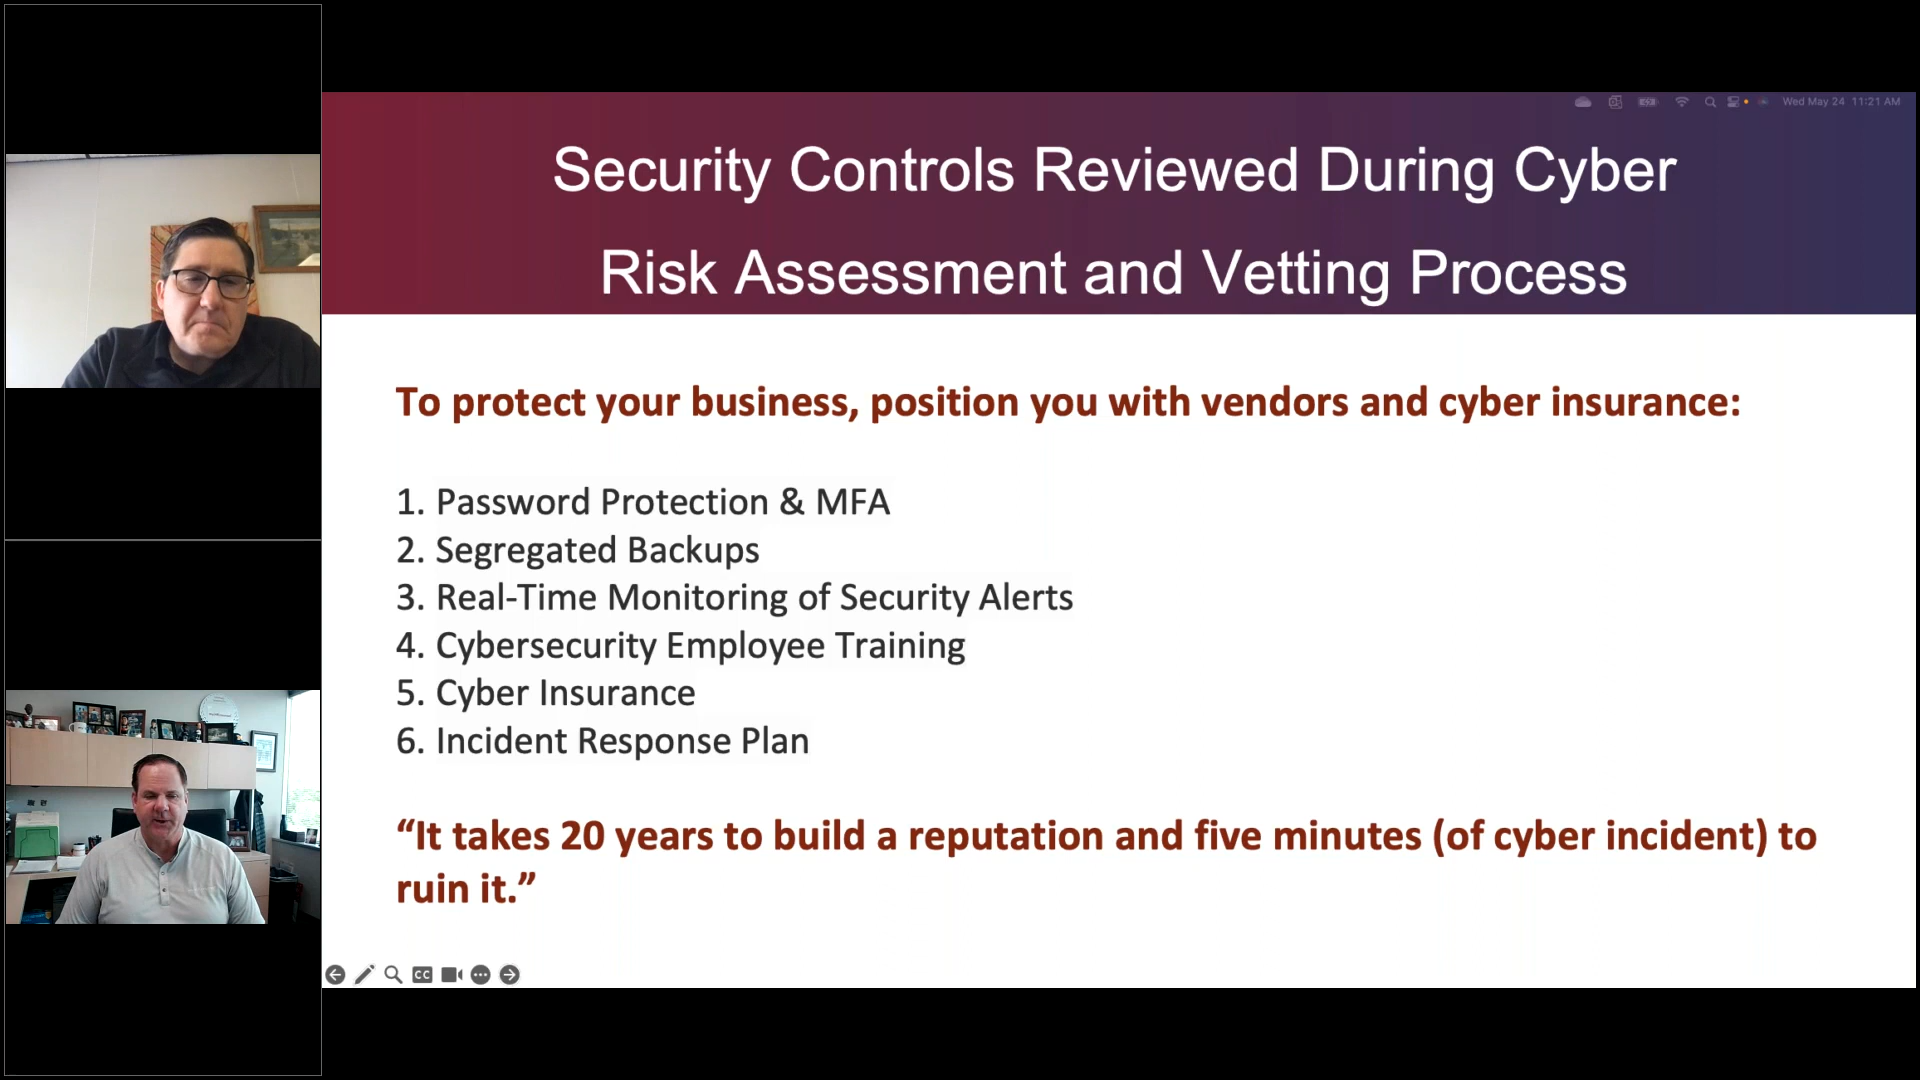 Wed May 24 11:21 AM
Security Controls Reviewed During Cyber
Risk Assessment and Vetting Process
To protect your business, position you with vendors and cyber insurance:
1. Password Protection & MFA
2. Segregated Backups
3. Real-Time Monitoring of Security Alerts
4. Cybersecurity Employee Training
5. Cyber Insurance
6. Incident Response Plan
“It takes 20 years to build a reputation and five minutes (of cyber incident) to
ruin it.”
CC